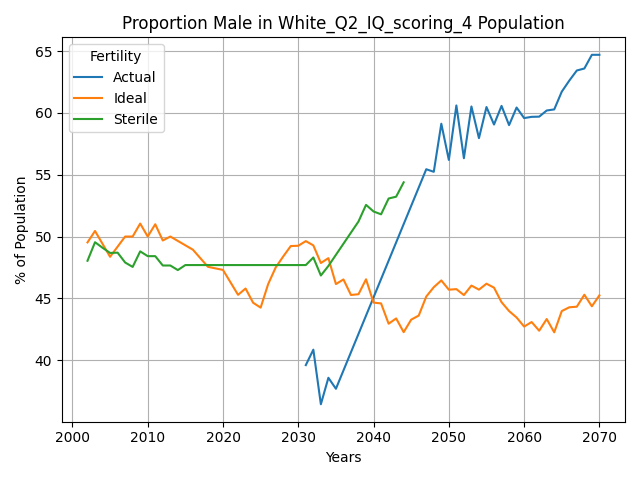 Proportion Male in White_Q2_IQ_scoring_4 Population
Fertility
Actual
Ideal
Sterile
% of Population
65
60
55
50
45
40
2000
2010
2020
2030
2040
2050
2060
2070
Years